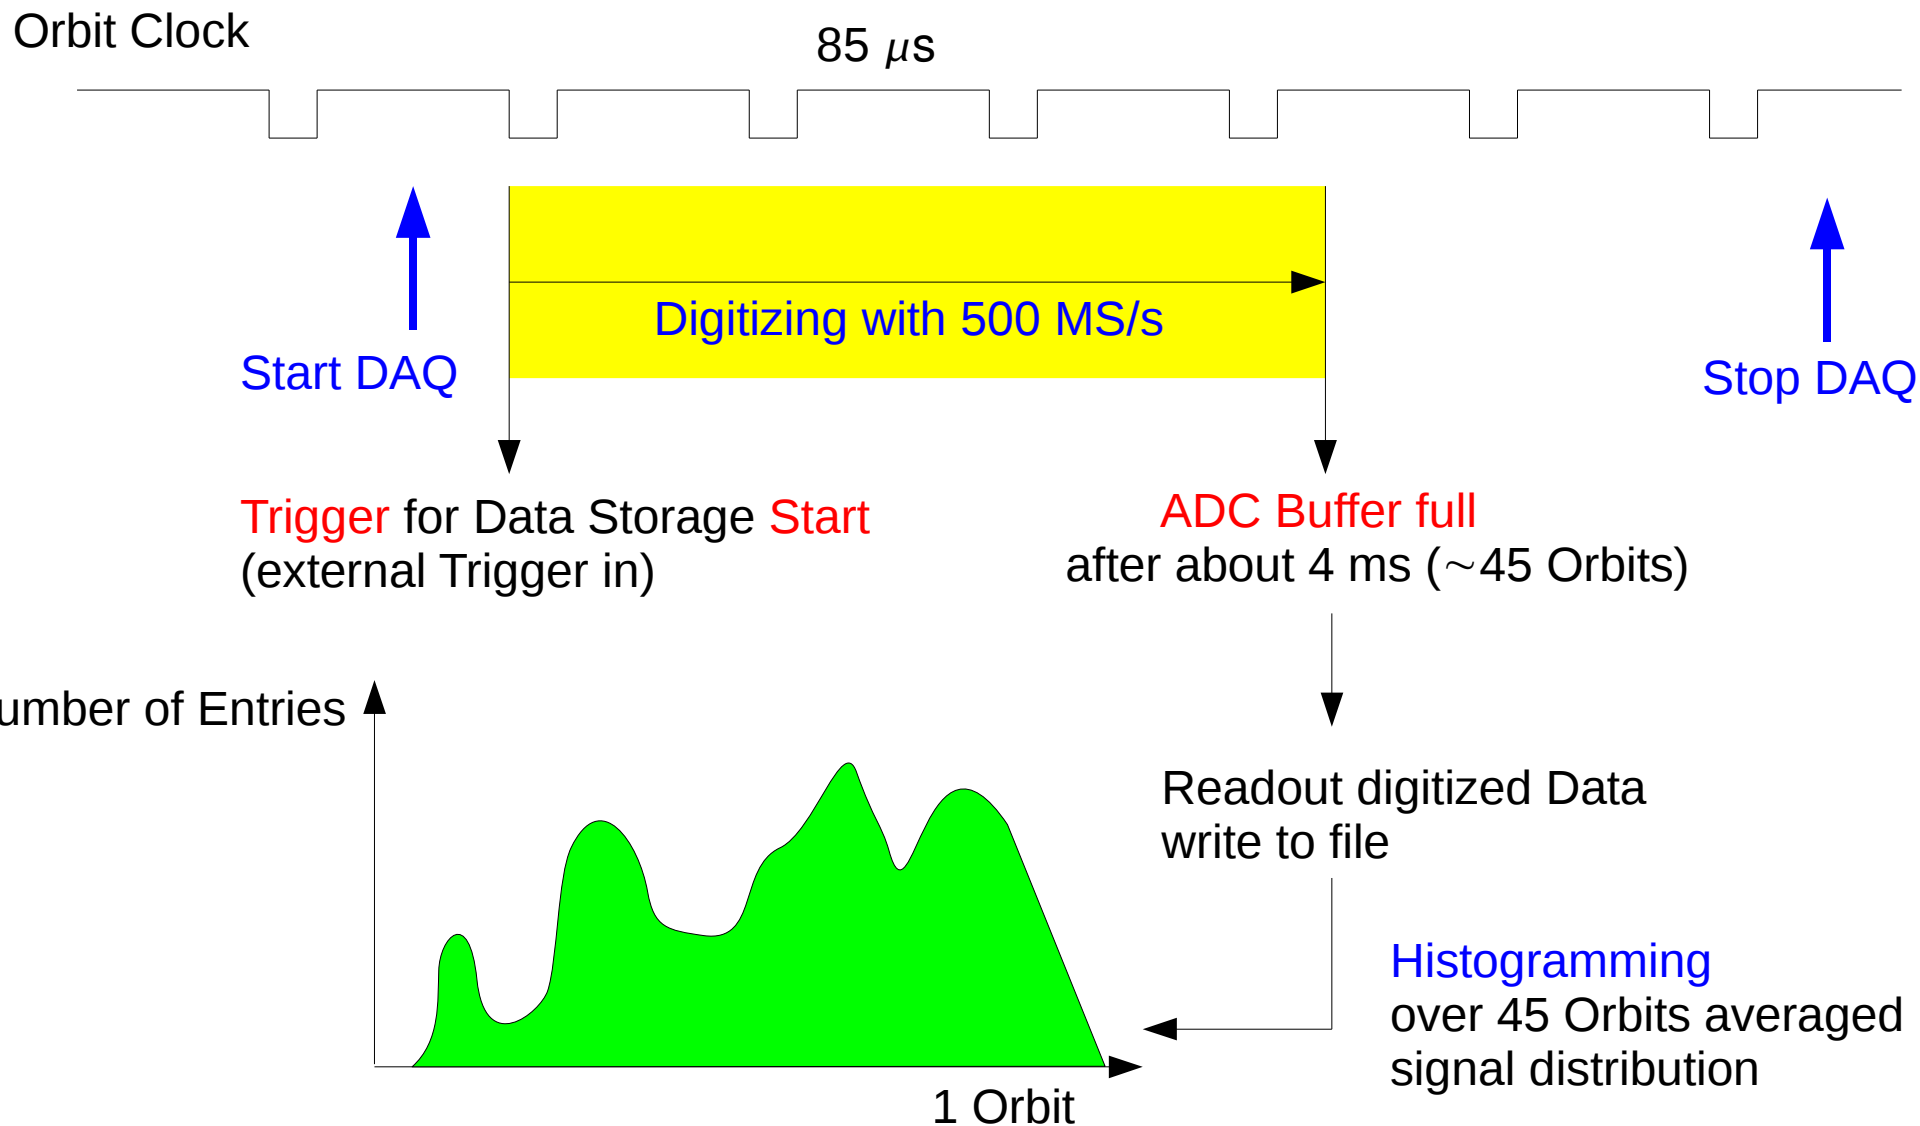 Orbit Clock
85 μs
Digitizing with 500 MS/s
Start DAQ
Stop DAQ
Trigger for Data Storage Start
(external Trigger in)
ADC Buffer full
after about 4 ms (~45 Orbits)
umber of Entries
Readout digitized Data
write to file
Histogramming
over 45 Orbits averaged
signal distribution
1 Orbit